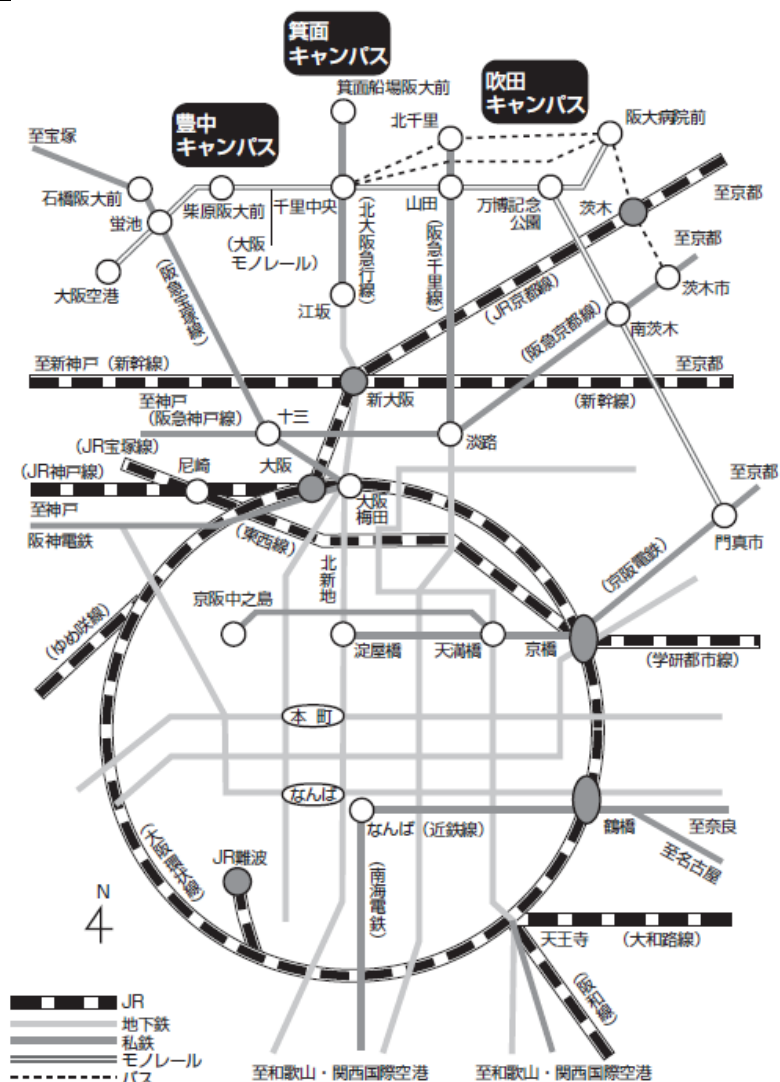 箕面
キャンパス
箕面船場阪大前
吹田
キャンパス
北千里
阪大病院前
豊中
キャンパス
至宝塚
石橋阪大前
蛍池
柴原阪大前
千里中央
山田
万博記念
公園
茨木
至京都
(大阪
モノレール)
(北大阪急行線)
(阪急千里線)
大阪空港
(阪急宝塚線)
江坂
(JR京都線)
至京都
茨木市
(阪急京都線)
南茨木
至新神戸(新幹線)
至京都
新大阪
(新幹線)
至神戸
(阪急神戸線)
十三
淡路
(JR宝塚線)
(JR神戸線)
尼崎
大阪
大阪
梅田
至京都
至神戸
阪神電鉄
(東西線)
北新地
門真市
(京阪電鉄)
京阪中之島
淀屋橋
天満橋
京橋
(学研都市線)
(ゆめ咲線)
本町
なんば
なんば(近鉄線)
鶴橋
至奈良
至名古屋
(大阪環状線)
JR難波
(南海電鉄)
N
天王寺
(大和路線)
(阪和線)
JR
地下鉄
私鉄
モノレール
バス
至和歌山・関西国際空港
至和歌山・関西国際空港